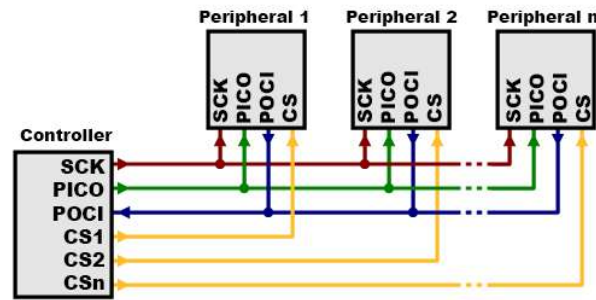 Peripheral 1
Peripheral 2
Peripheral n
SCK
PICO
POCI
CS
SCK
PICO
POCI
CS
SCK
PICO
POCI
CS
Controller
SCK
PICO
POCI
CS1
CS2
CSn